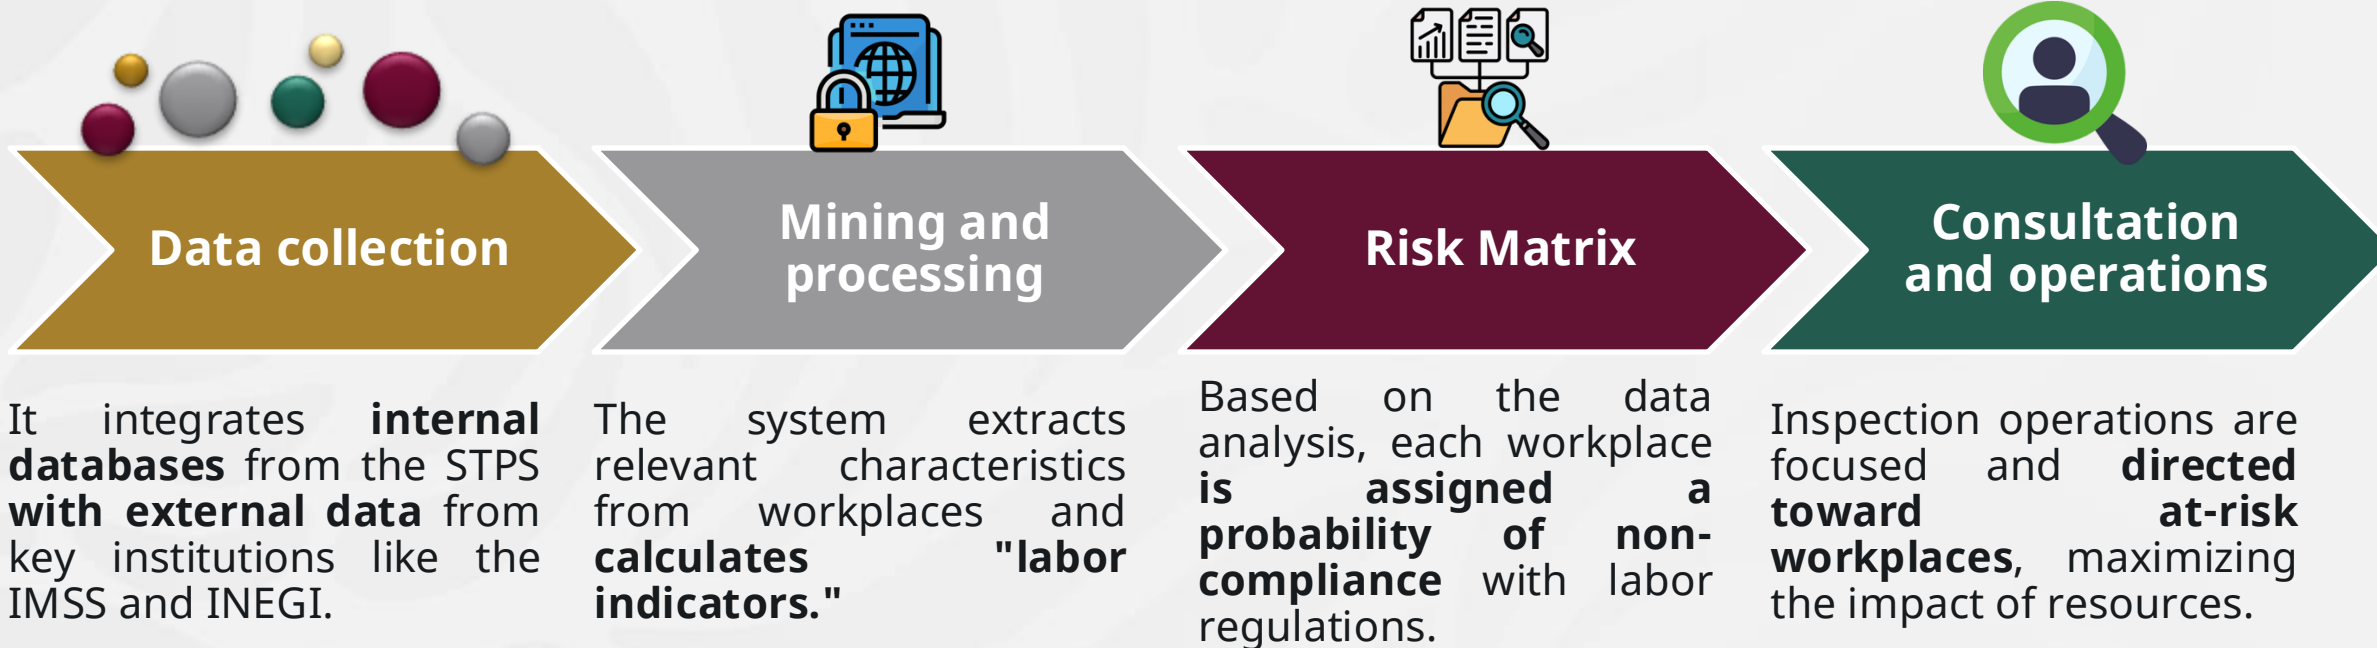 Data collection
It integrates internal
databases from the STPS
with external data from
key institutions like the
IMSS and INEGI.
Mining and
processing
The system extracts
relevant characteristics
from workplaces and
calculates "labor
indicators."
Risk Matrix
Based on the data
analysis, each workplace
is assigned a
probability of non-
compliance with labor
regulations.
Consultation
and operations
Inspection operations are
focused and directed
toward at-risk
workplaces, maximizing
the impact of resources.